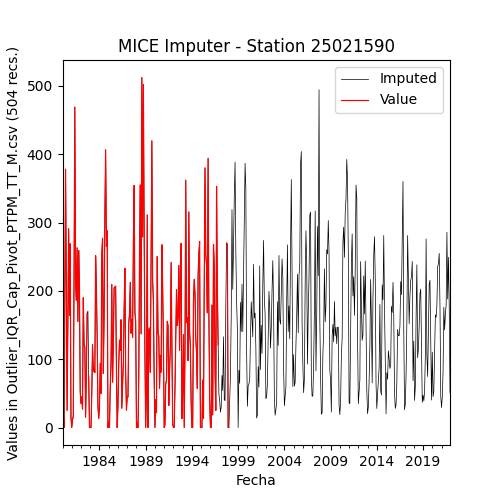 MICE Imputer - Station 25021590
Imputed
Value
Values in Outlier_IQR_Cap_Pivot_PTPM_TT_M.csv (504 recs.)
500
400
300
200
100
0
1984
1989
1994
1999
2004
2009
2014
2019
Fecha